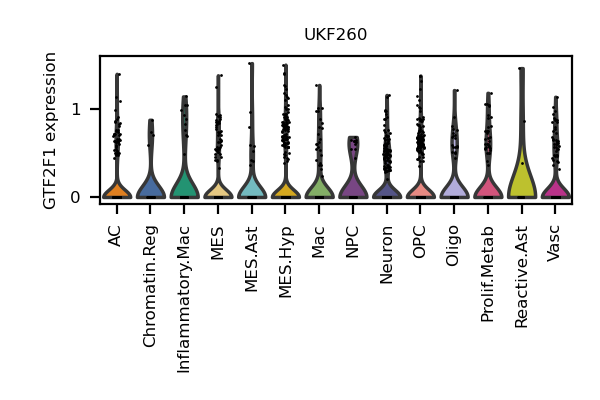 UKF260
GTF2F1 expression
1
0
AC
Chromatin.Reg
Inflammatory.Mac
MES
MES.Ast
MES.Hyp
Mac
NPC
Neuron
OPC
Oligo
Prolif.Metab
Reactive.Ast
Vasc